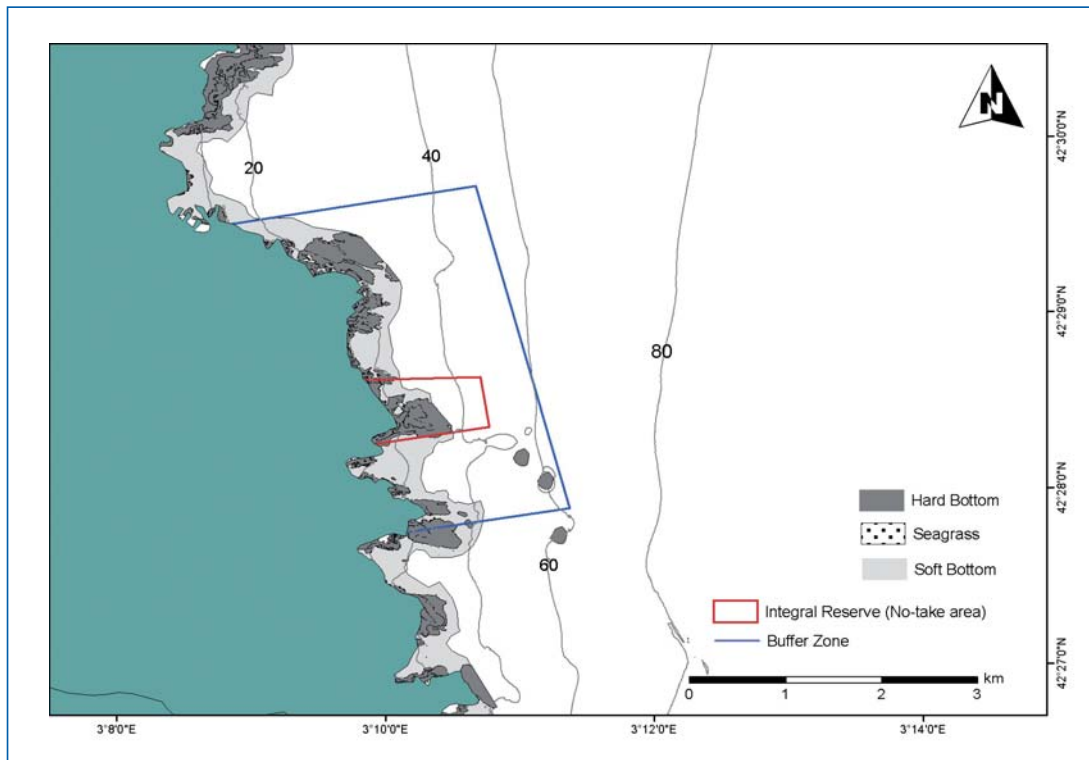 N
42°30'0"N
20
40
42°29'0"N
80
42°28'0"N
Hard Bottom
Seagrass
Soft Bottom
60
Integral Reserve (No-take area)
Buffer Zone
42°27'0"N
km
0 1 2 3
3°8'0"E 3°10'0"E 3°12'0"E 3°14'0"E